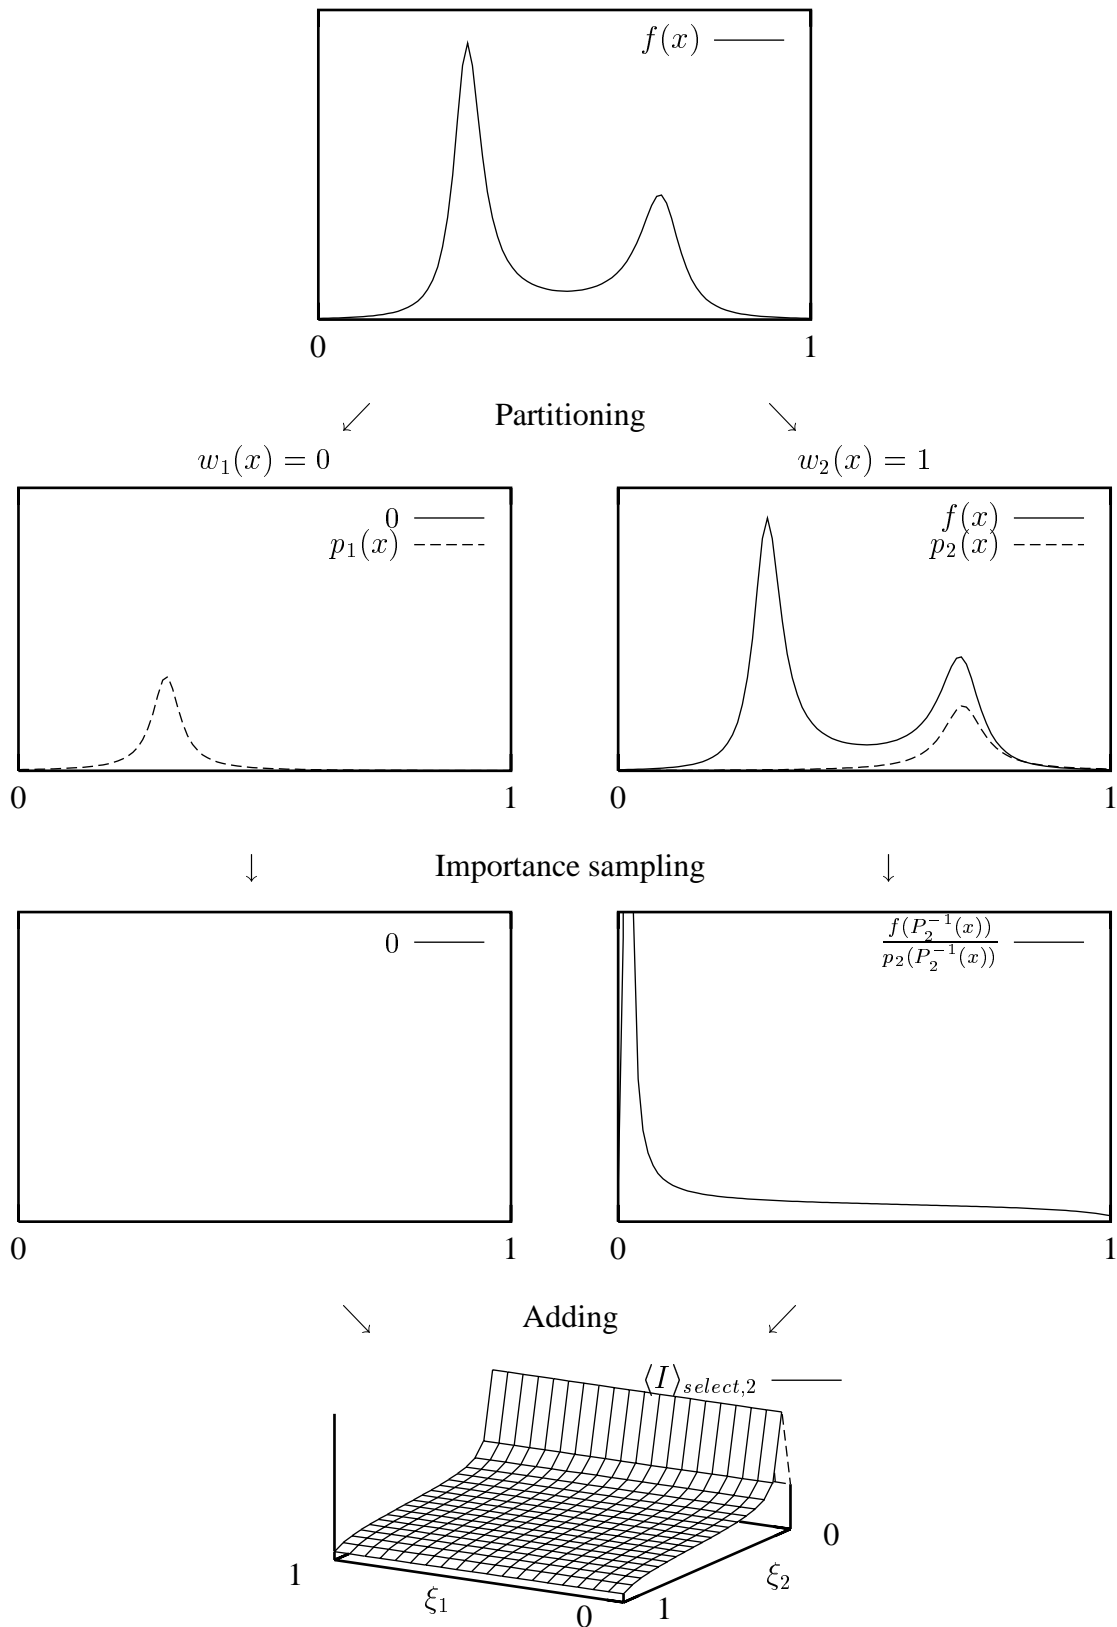 f(x)
0 1
Partitioning
w₁(x) = 0
w₂(x) = 1
0
p₁(x)
0 1
f(x)
p₂(x)
0 1
Importance sampling
0
0 1
f(P₂⁻¹(x))
p₂(P₂⁻¹(x))
0 1
Adding
⟨I⟩select,2
1
ξ₁
0
1
ξ₂
0